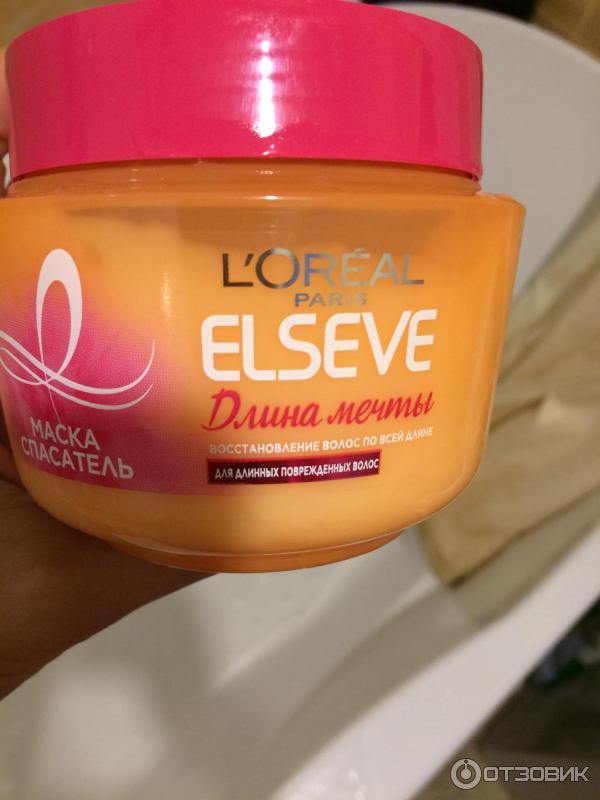 L'ORÉAL
PARIS
ELSEVE
Длина мечты
ВОССТАНОВЛЕНИЕ ВОЛОС ПО ВСЕЙ ДЛИНЕ
ДЛЯ ДЛИННЫХ ПОВРЕЖДЕННЫХ ВОЛОС
МАСКА
СПАСАТЕЛЬ
ОТЗОВИК